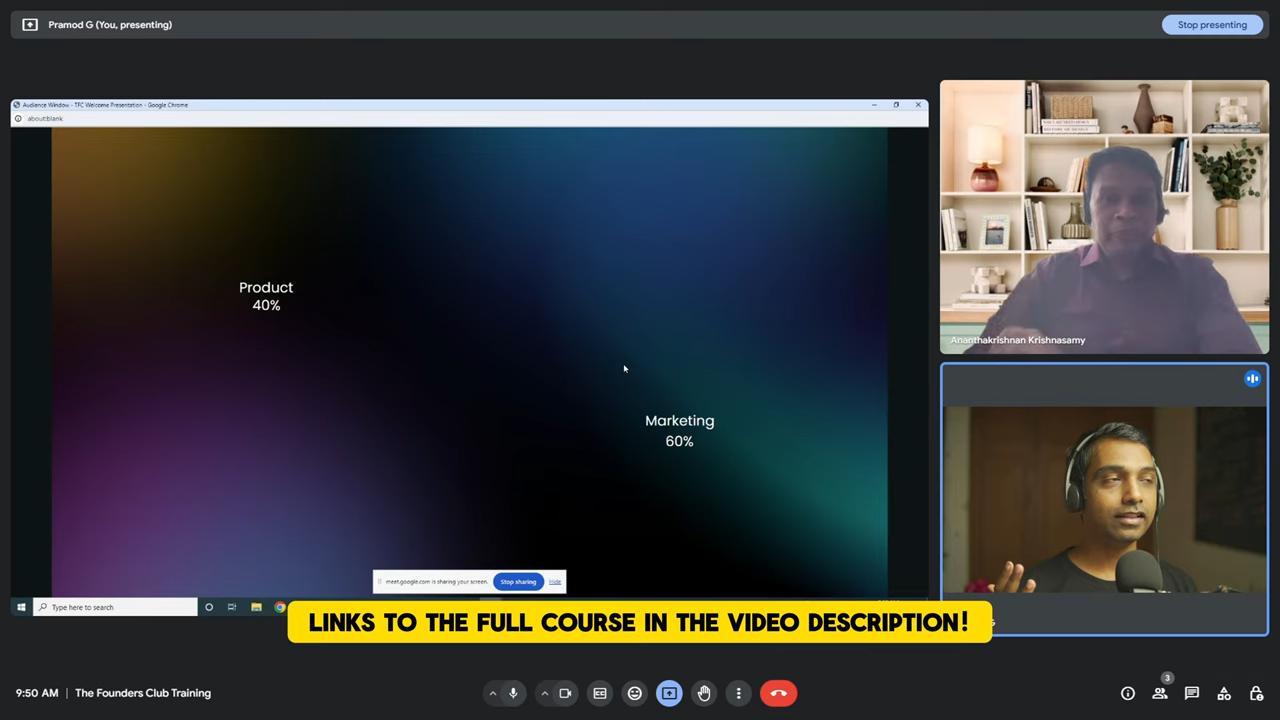 Pramod G (You, presenting)
Stop presenting
Audience Window - TFC Welcome Presentation - Google Chrome
about:blank
Product
40%
Marketing
60%
Ananthakrishnan Krishnasamy
meet.google.com is sharing your screen.
Stop sharing
Hide
Type here to search
LINKS TO THE FULL COURSE IN THE VIDEO DESCRIPTION!
9:50 AM | The Founders Club Training
3